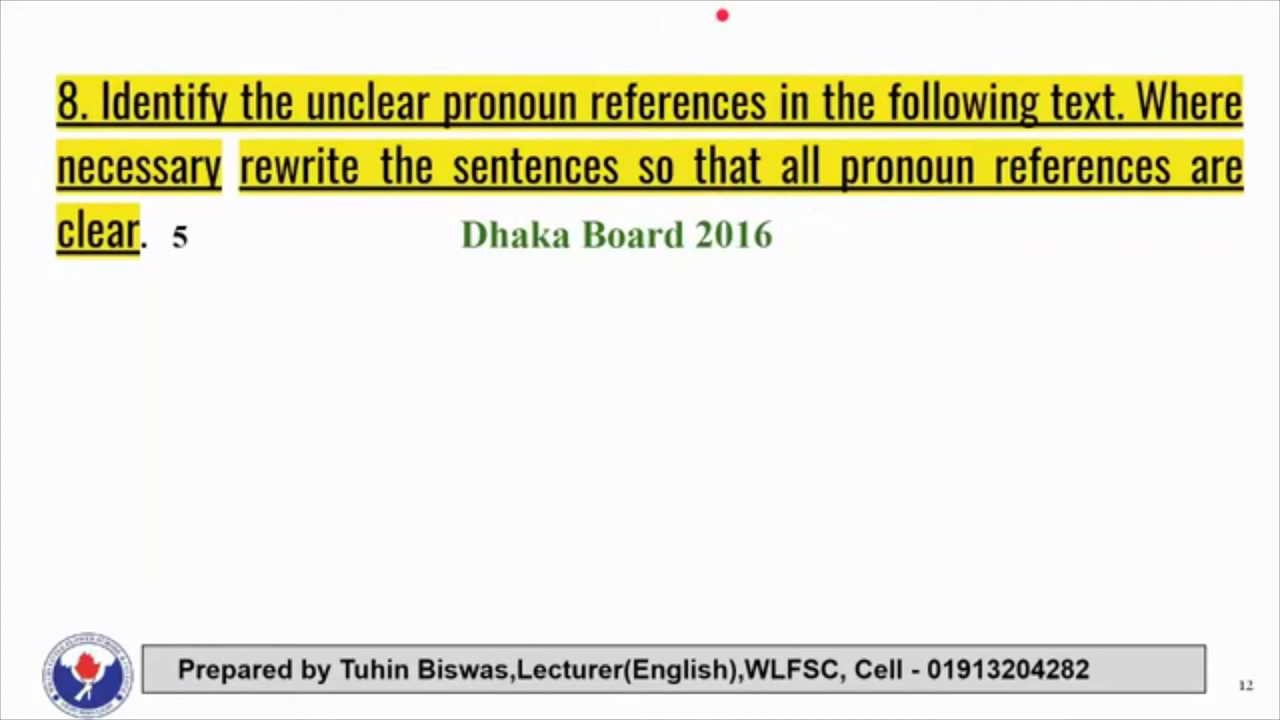 8. Identify the unclear pronoun references in the following text. Where
necessary rewrite the sentences so that all pronoun references are
clear. 5 Dhaka Board 2016
Prepared by Tuhin Biswas,Lecturer(English),WLFSC, Cell - 01913204282
12